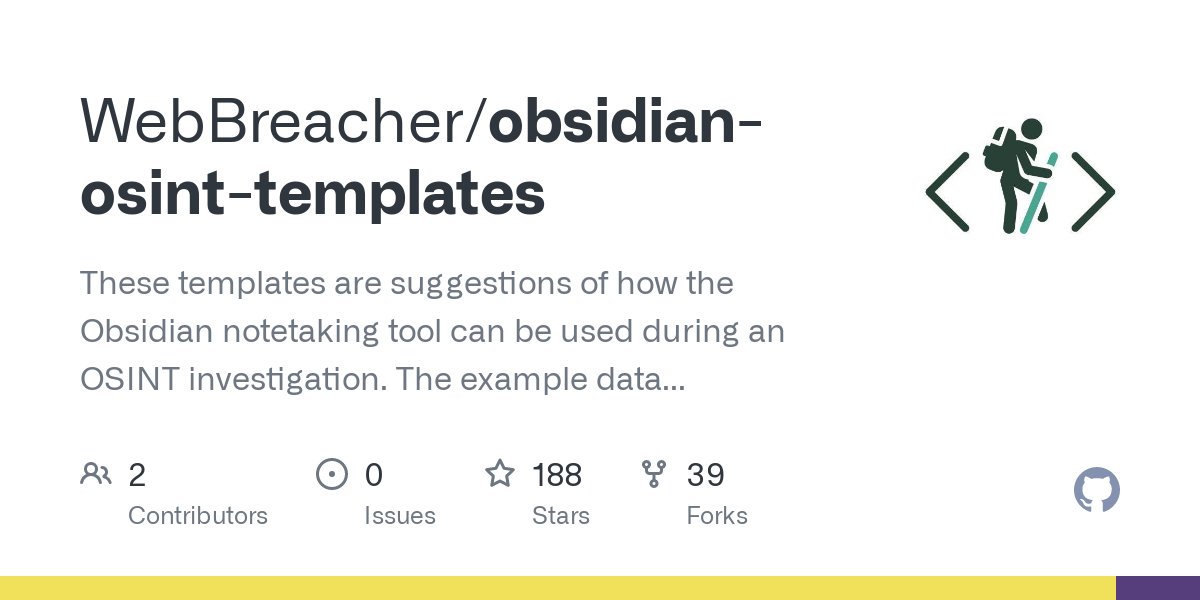 WebBreacher/obsidian-
osint-templates
These templates are suggestions of how the
Obsidian notetaking tool can be used during an
OSINT investigation. The example data...
2
Contributors
0
Issues
188
Stars
39
Forks